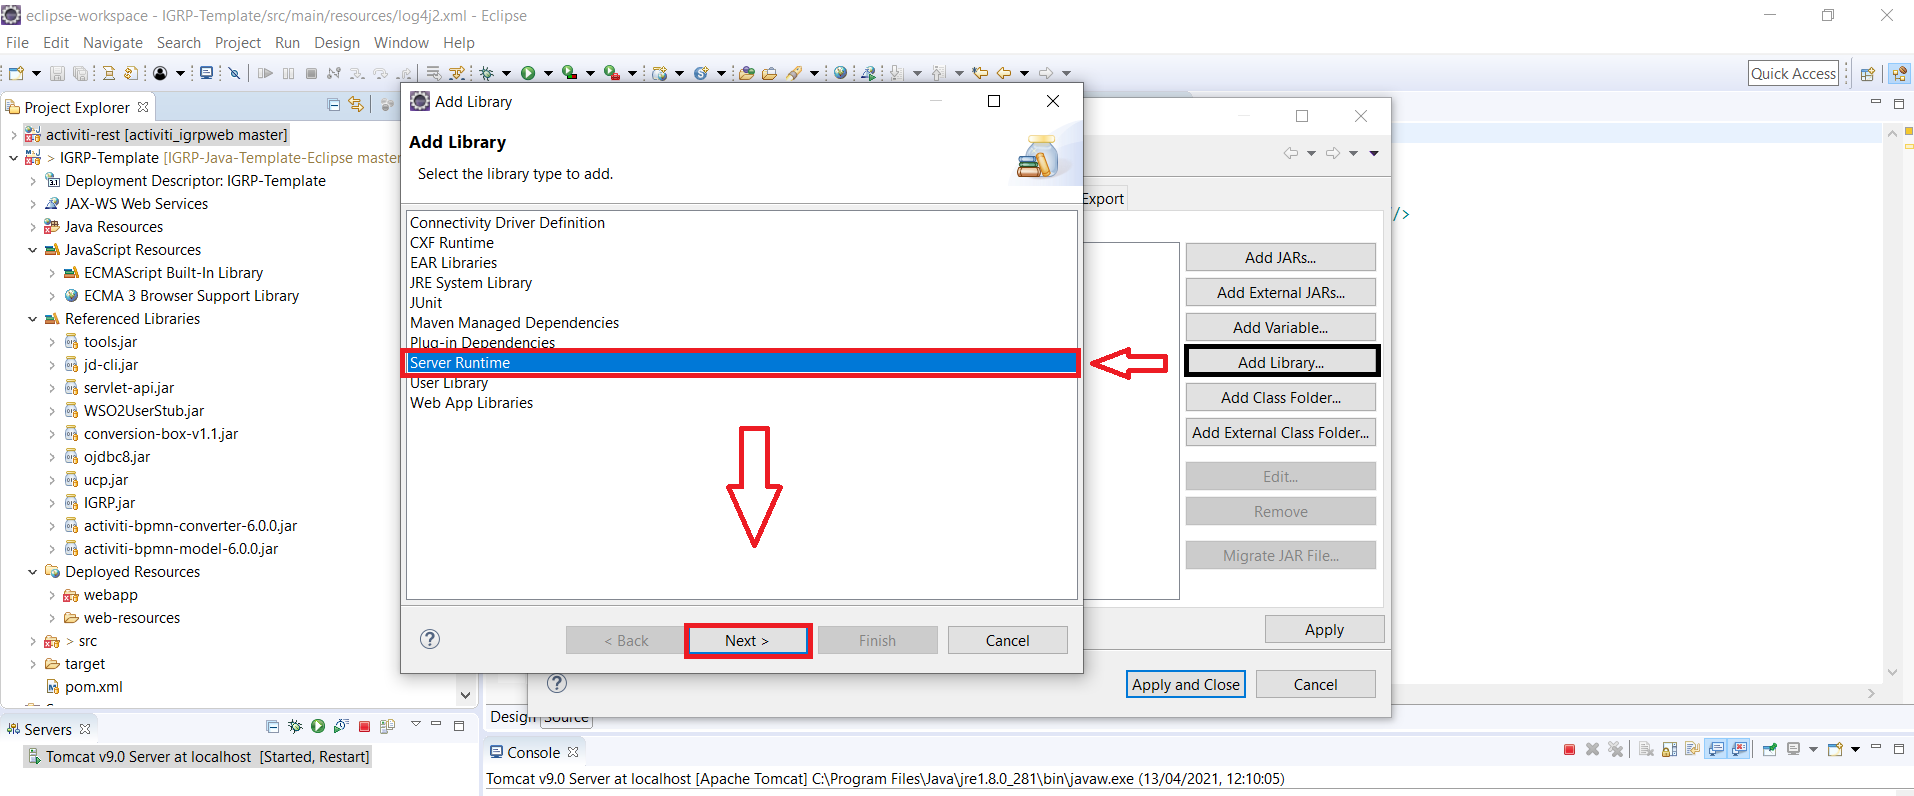 eclipse-workspace - IGRP-Template/src/main/resources/log4j2.xml - Eclipse
File Edit Navigate Search Project Run Design Window Help
Quick Access
Project Explorer
activiti-rest [activiti_igrpweb master]
> IGRP-Template [IGRP-Java-Template-Eclipse master
Deployment Descriptor: IGRP-Template
JAX-WS Web Services
Java Resources
JavaScript Resources
ECMAScript Built-In Library
ECMA 3 Browser Support Library
Referenced Libraries
tools.jar
jd-cli.jar
servlet-api.jar
WSO2UserStub.jar
conversion-box-v1.1.jar
ojdbc8.jar
ucp.jar
IGRP.jar
activiti-bpmn-converter-6.0.0.jar
activiti-bpmn-model-6.0.0.jar
Deployed Resources
webapp
web-resources
> src
target
pom.xml
Servers
Tomcat v9.0 Server at localhost [Started, Restart]
Add Library
Add Library
Select the library type to add.
Connectivity Driver Definition
CXF Runtime
EAR Libraries
JRE System Library
JUnit
Maven Managed Dependencies
Plug-in Dependencies
Server Runtime
User Library
Web App Libraries
< Back
Next >
Finish
Cancel
Export
/>
Add JARs...
Add External JARs...
Add Variable...
Add Library...
Add Class Folder...
Add External Class Folder...
Edit...
Remove
Migrate JAR File...
Apply
Apply and Close
Cancel
Design Source
Console
Tomcat v9.0 Server at localhost [Apache Tomcat] C:\Program Files\Java\jre1.8.0_281\bin\javaw.exe (13/04/2021, 12:10:05)